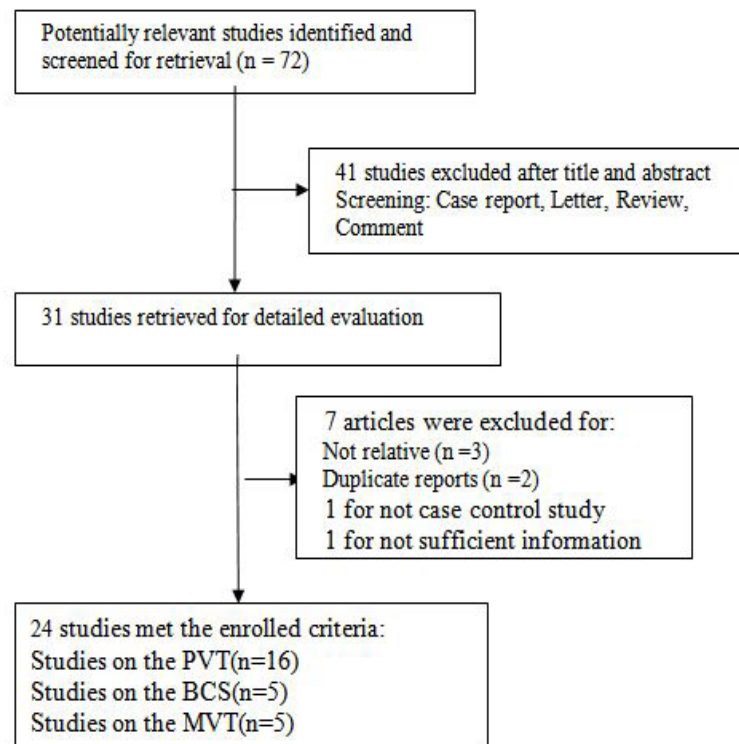 Potentially relevant studies identified and
screened for retrieval (n = 72)
41 studies excluded after title and abstract
Screening: Case report, Letter, Review,
Comment
31 studies retrieved for detailed evaluation
7 articles were excluded for:
Not relative (n =3)
Duplicate reports (n =2)
1 for not case control study
1 for not sufficient information
24 studies met the enrolled criteria:
Studies on the PVT(n=16)
Studies on the BCS(n=5)
Studies on the MVT(n=5)